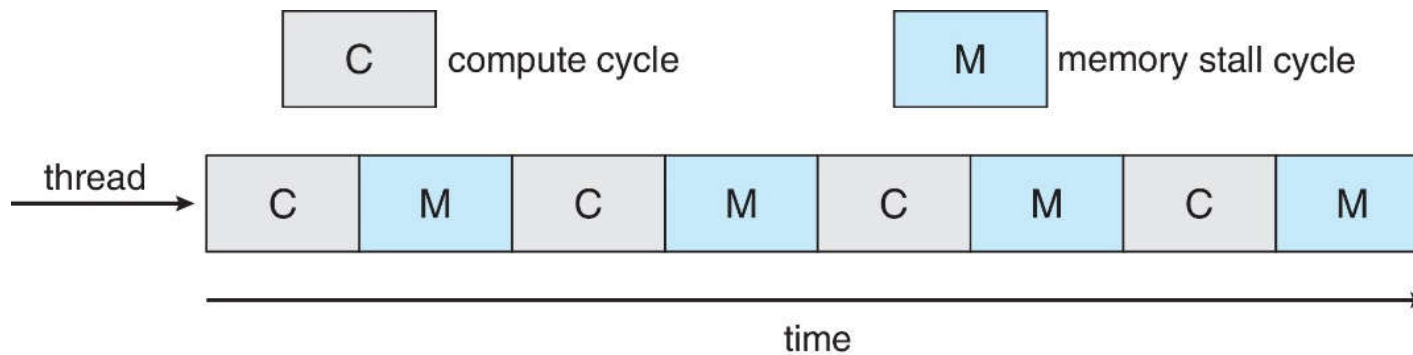 C compute cycle M memory stall cycle
thread
C M C M C M C M
time